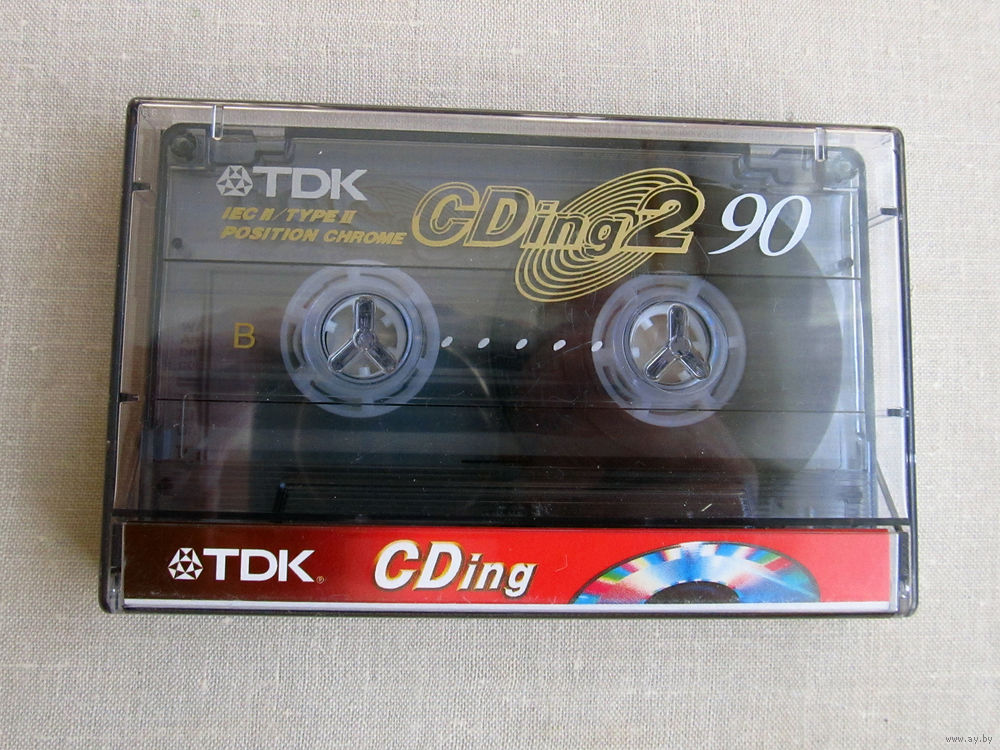 TDK
IEC II / TYPE II
POSITION CHROME
CDing2 90
B
TDK®
CDing
www.ay.by